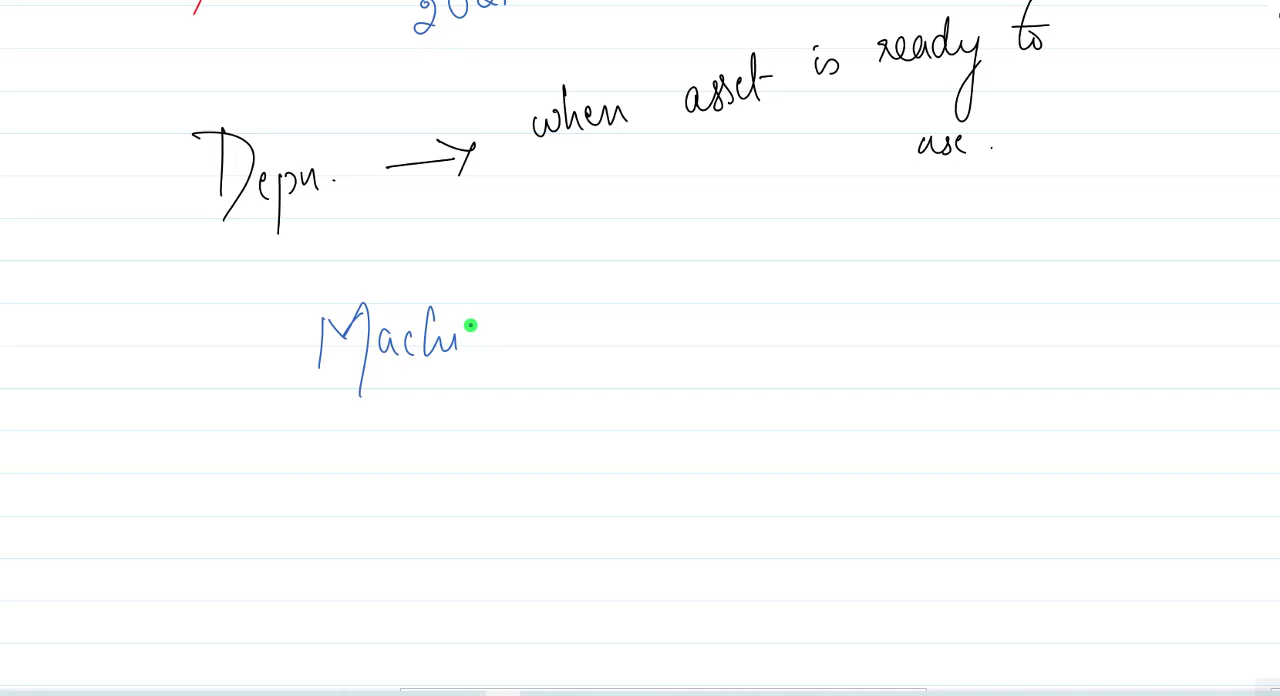 Depn. → when asset is ready to
use.
Machi